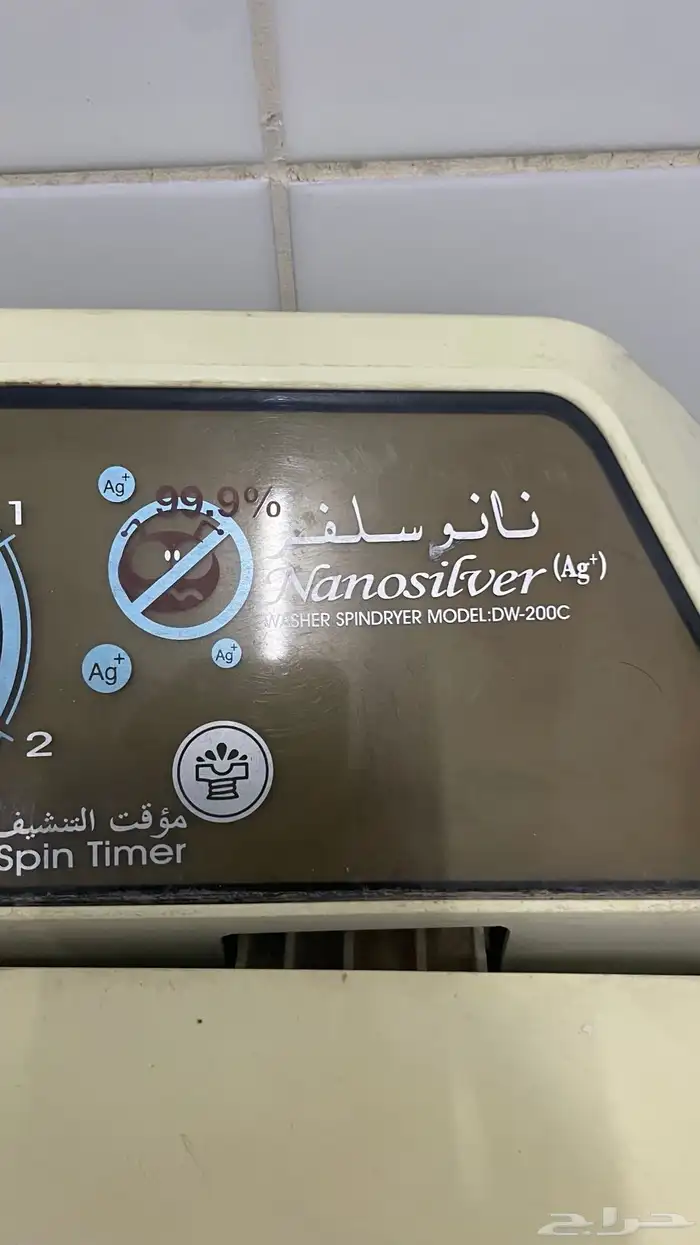 Ag+
99.9%
1
نانو سلفر
Nanosilver (Ag+)
WASHER SPINDRYER MODEL:DW-200C
Ag+
Ag+
2
مؤقت التنشيف
Spin Timer
حراج